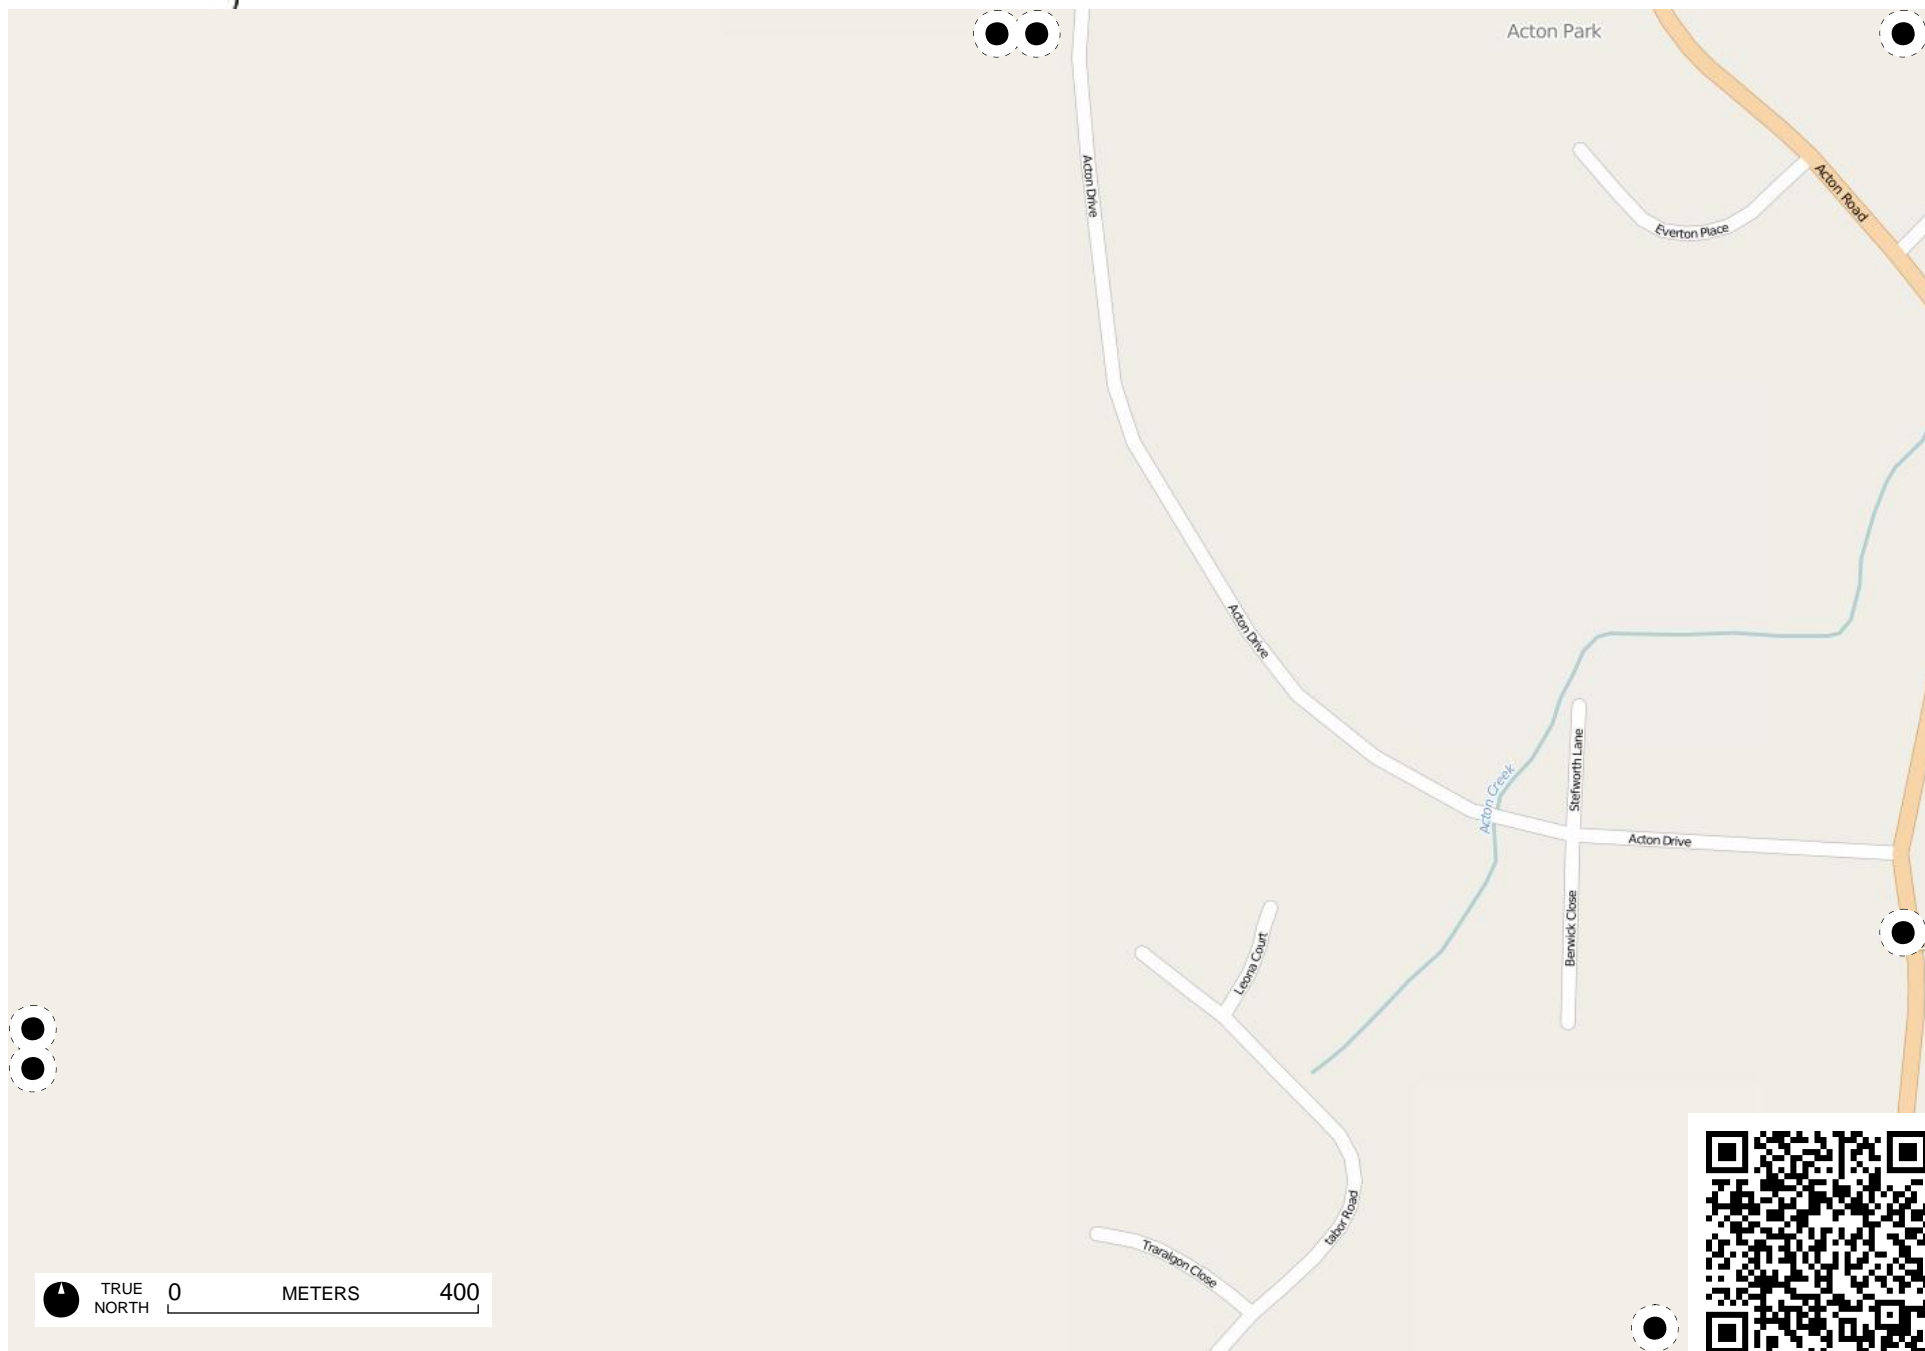 Acton Park
Acton Drive
Acton Road
Everton Place
Acton Drive
Stefworth Lane
Acton Creek
Acton Drive
Berwick Close
Leona Court
tabor Road
Traralgon Close
TRUE
NORTH
0 METERS 400